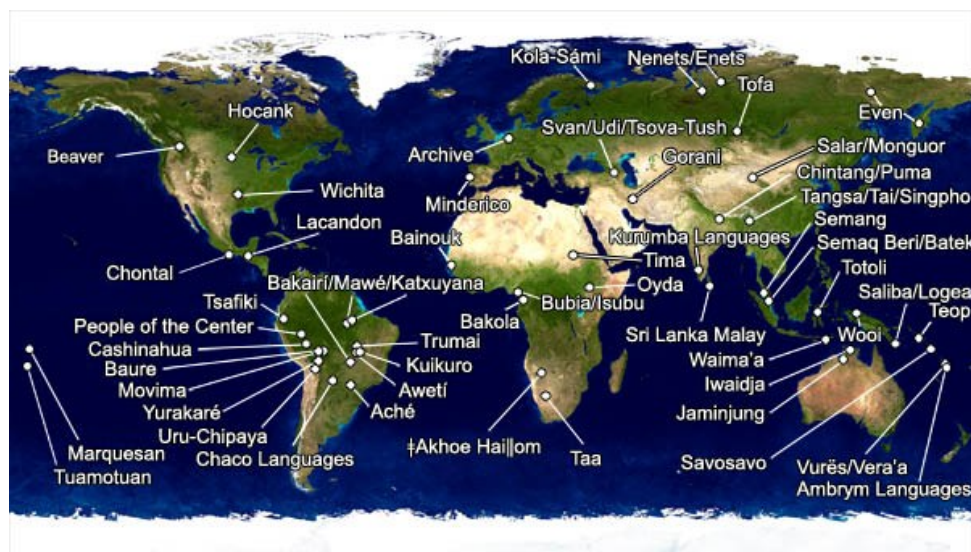 Kola-Sámi
Nenets/Enets
Tofa
Even
Hocank
Svan/Udi/Tsova-Tush
Beaver
Archive
Gorani
Salar/Monguor
Chintang/Puma
Wichita
Minderico
Tangsa/Tai/Singpho
Lacandon
Semang
Bainouk
Kurumba Languages
Semaq Beri/Batek
Chontal
Tima
Totoli
Bakairí/Mawé/Katxuyana
Oyda
Saliba/Logea
Tsafiki
Bubia/Isubu
Teop
People of the Center
Bakola
Sri Lanka Malay
Wooi
Cashinahua
Trumai
Waima'a
Baure
Kuikuro
Movima
Awetí
Iwaidja
Yurakaré
Aché
Jaminjung
Uru-Chipaya
Chaco Languages
ǂAkhoe Haiǁom
Taa
Savosavo
Marquesan
Vurës/Vera'a
Tuamotuan
Ambrym Languages